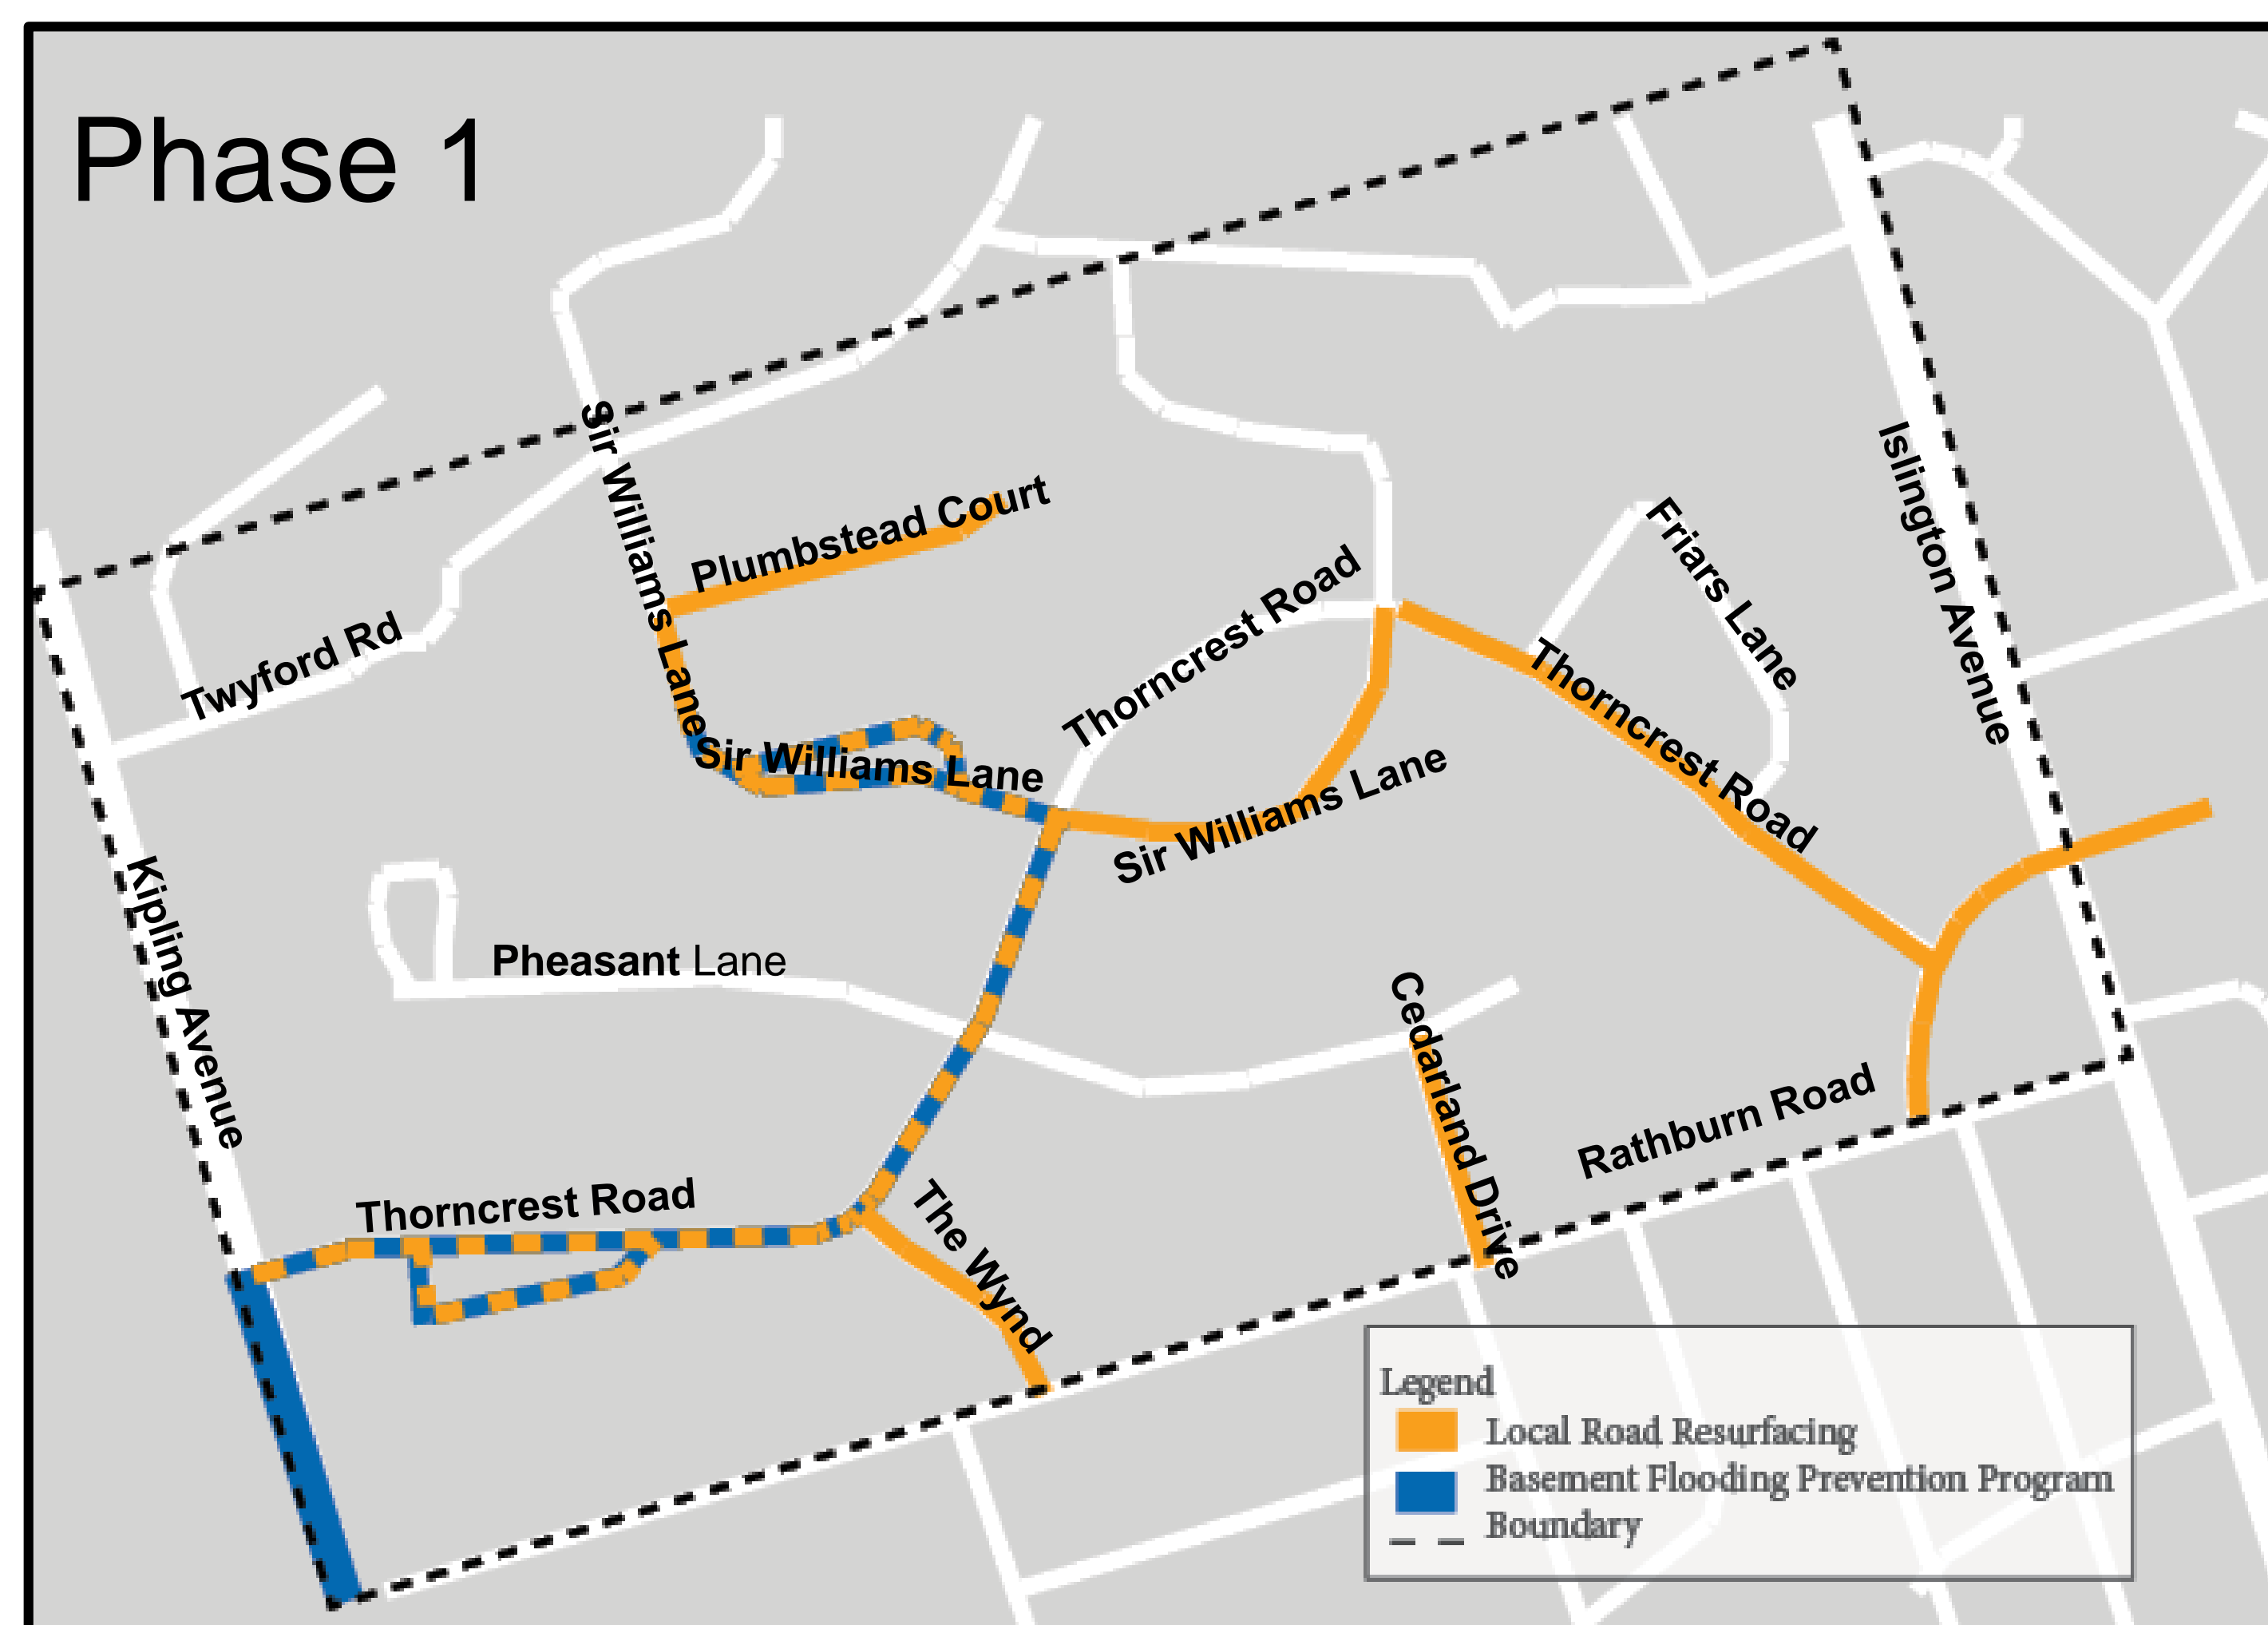 Phase 1
Sir Williams Lane
Plumbstead Court
Islington Avenue
Friars Lane
Thorncrest Road
Twyford Rd
Thorncrest Road
Sir Williams Lane
Sir Williams Lane
Kipling Avenue
Pheasant Lane
Cedarland Drive
Rathburn Road
Thorncrest Road
The Wynd
Legend
Local Road Resurfacing
Basement Flooding Prevention Program
Boundary